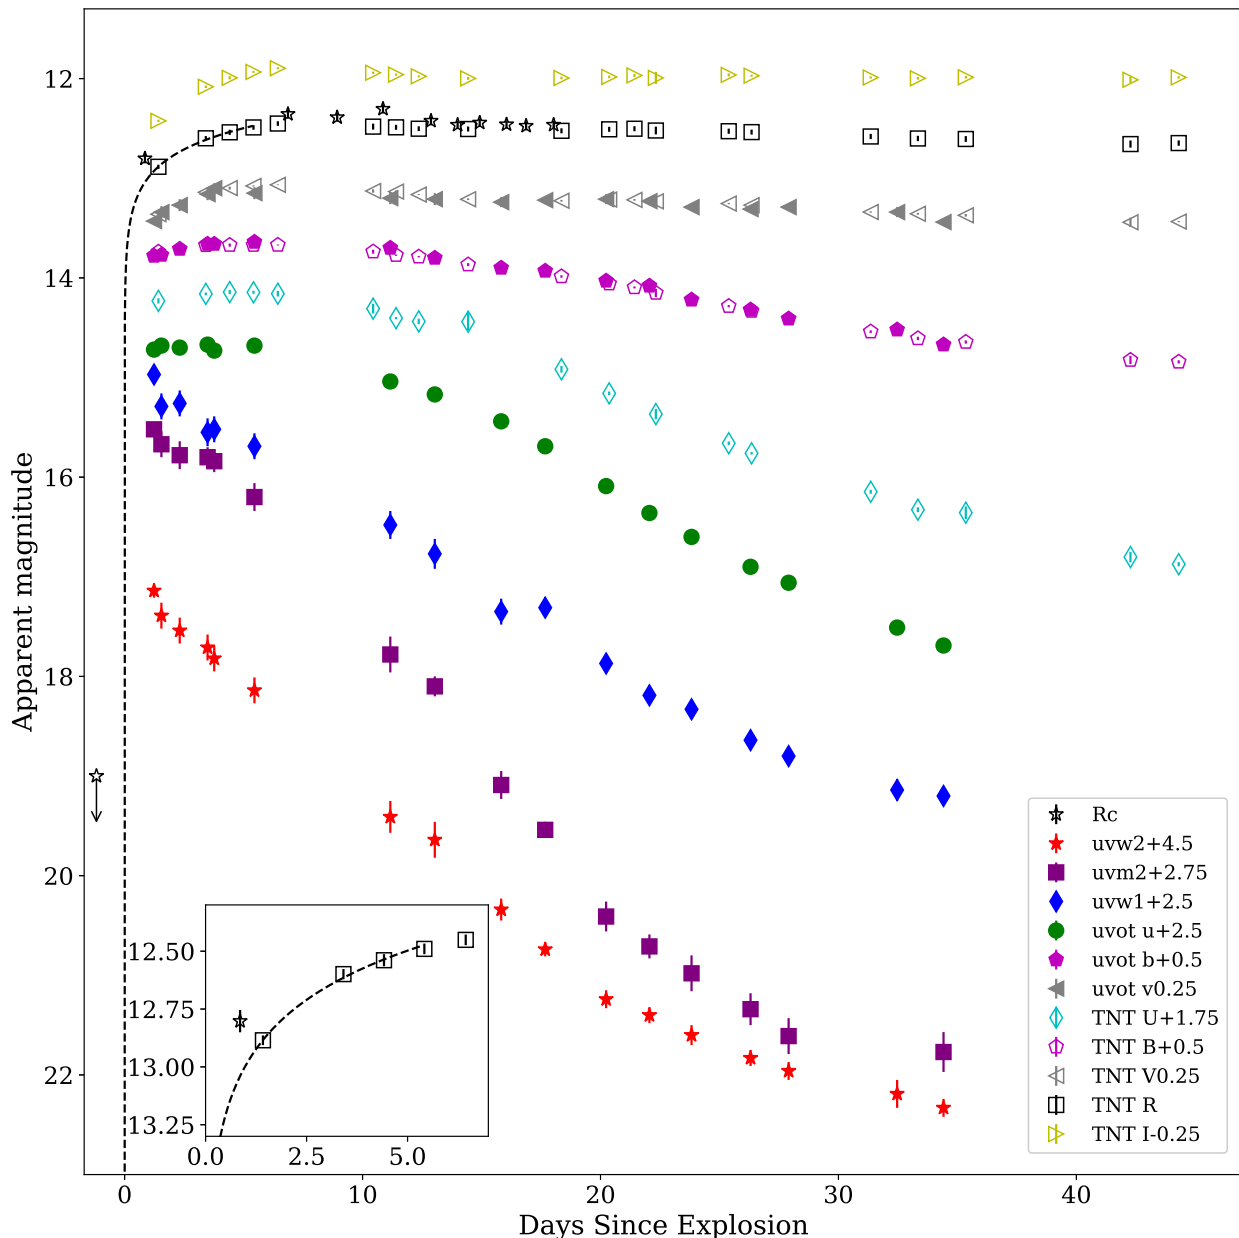 12
14
16
18
20
22
Apparent magnitude
12.50
12.75
13.00
13.25
0.0 2.5 5.0
Rc
uvw2+4.5
uvm2+2.75
uvw1+2.5
uvot u+2.5
uvot b+0.5
uvot v0.25
TNT U+1.75
TNT B+0.5
TNT V0.25
TNT R
TNT I-0.25
0 10 20 30 40
Days Since Explosion